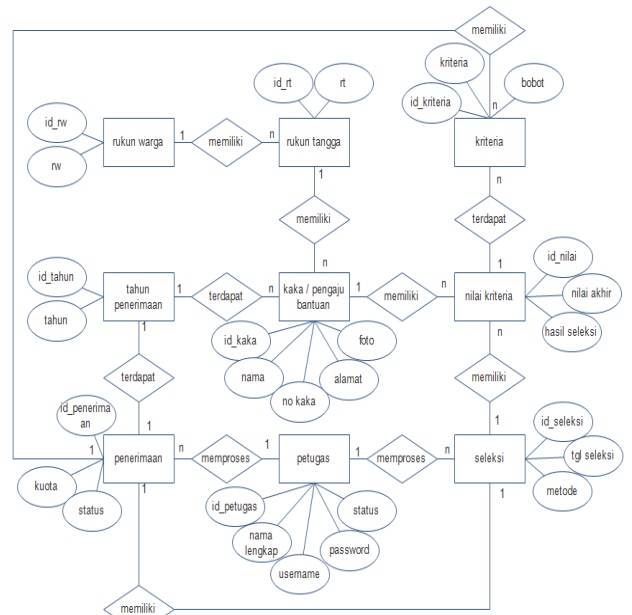 memiliki
kriteria
id_rt
rt
bobot
id_kriteria
id_rw
rw
rukun warga
1
memiliki
n
rukun tangga
n
kriteria
1
n
memiliki
terdapat
n
1
id_tahun
tahun
tahun
penerimaan
1
terdapat
n
kaka / pengaju
bantuan
1
memiliki
n
nilai kriteria
id_nilai
nilai akhir
hasil seleksi
1
n
id_kaka
nama
no kaka
alamat
foto
terdapat
memiliki
id_penerim
an
1
1
1
kuota
status
penerimaan
n
memproses
1
petugas
1
memproses
n
seleksi
id_seleksi
tgl seleksi
metode
1
1
id_petugas
nama
lengkap
username
password
status
memiliki